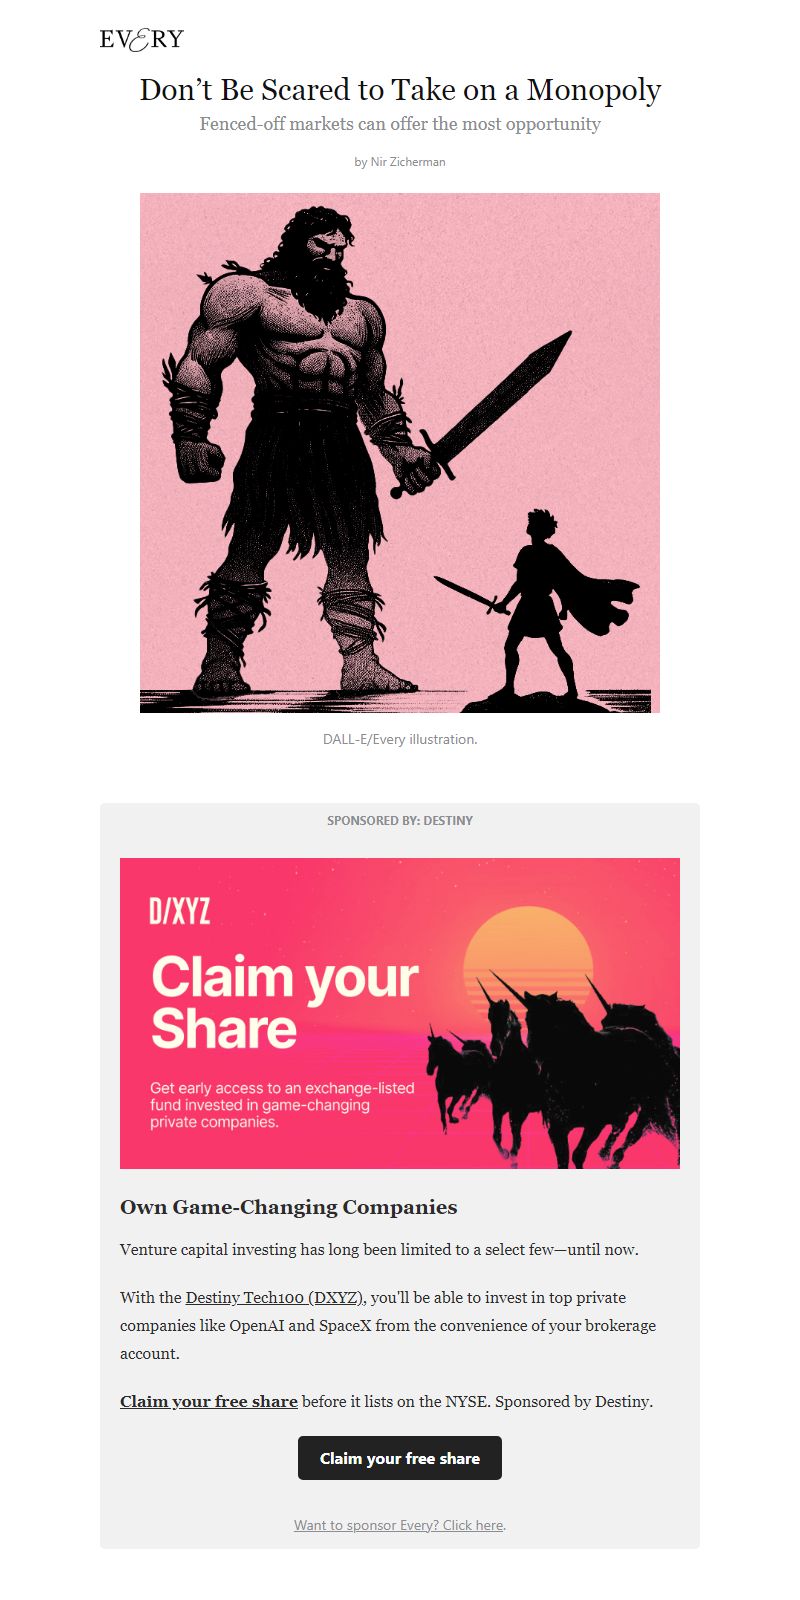 EVERY
Don’t Be Scared to Take on a Monopoly
Fenced-off markets can offer the most opportunity
by Nir Zicherman
DALL-E/Every illustration.
SPONSORED BY: DESTINY
D/XYZ
Claim your
Share
Get early access to an exchange-listed
fund invested in game-changing
private companies.
Own Game-Changing Companies
Venture capital investing has long been limited to a select few—until now.
With the Destiny Tech100 (DXYZ), you'll be able to invest in top private
companies like OpenAI and SpaceX from the convenience of your brokerage
account.
Claim your free share before it lists on the NYSE. Sponsored by Destiny.
Claim your free share
Want to sponsor Every? Click here.